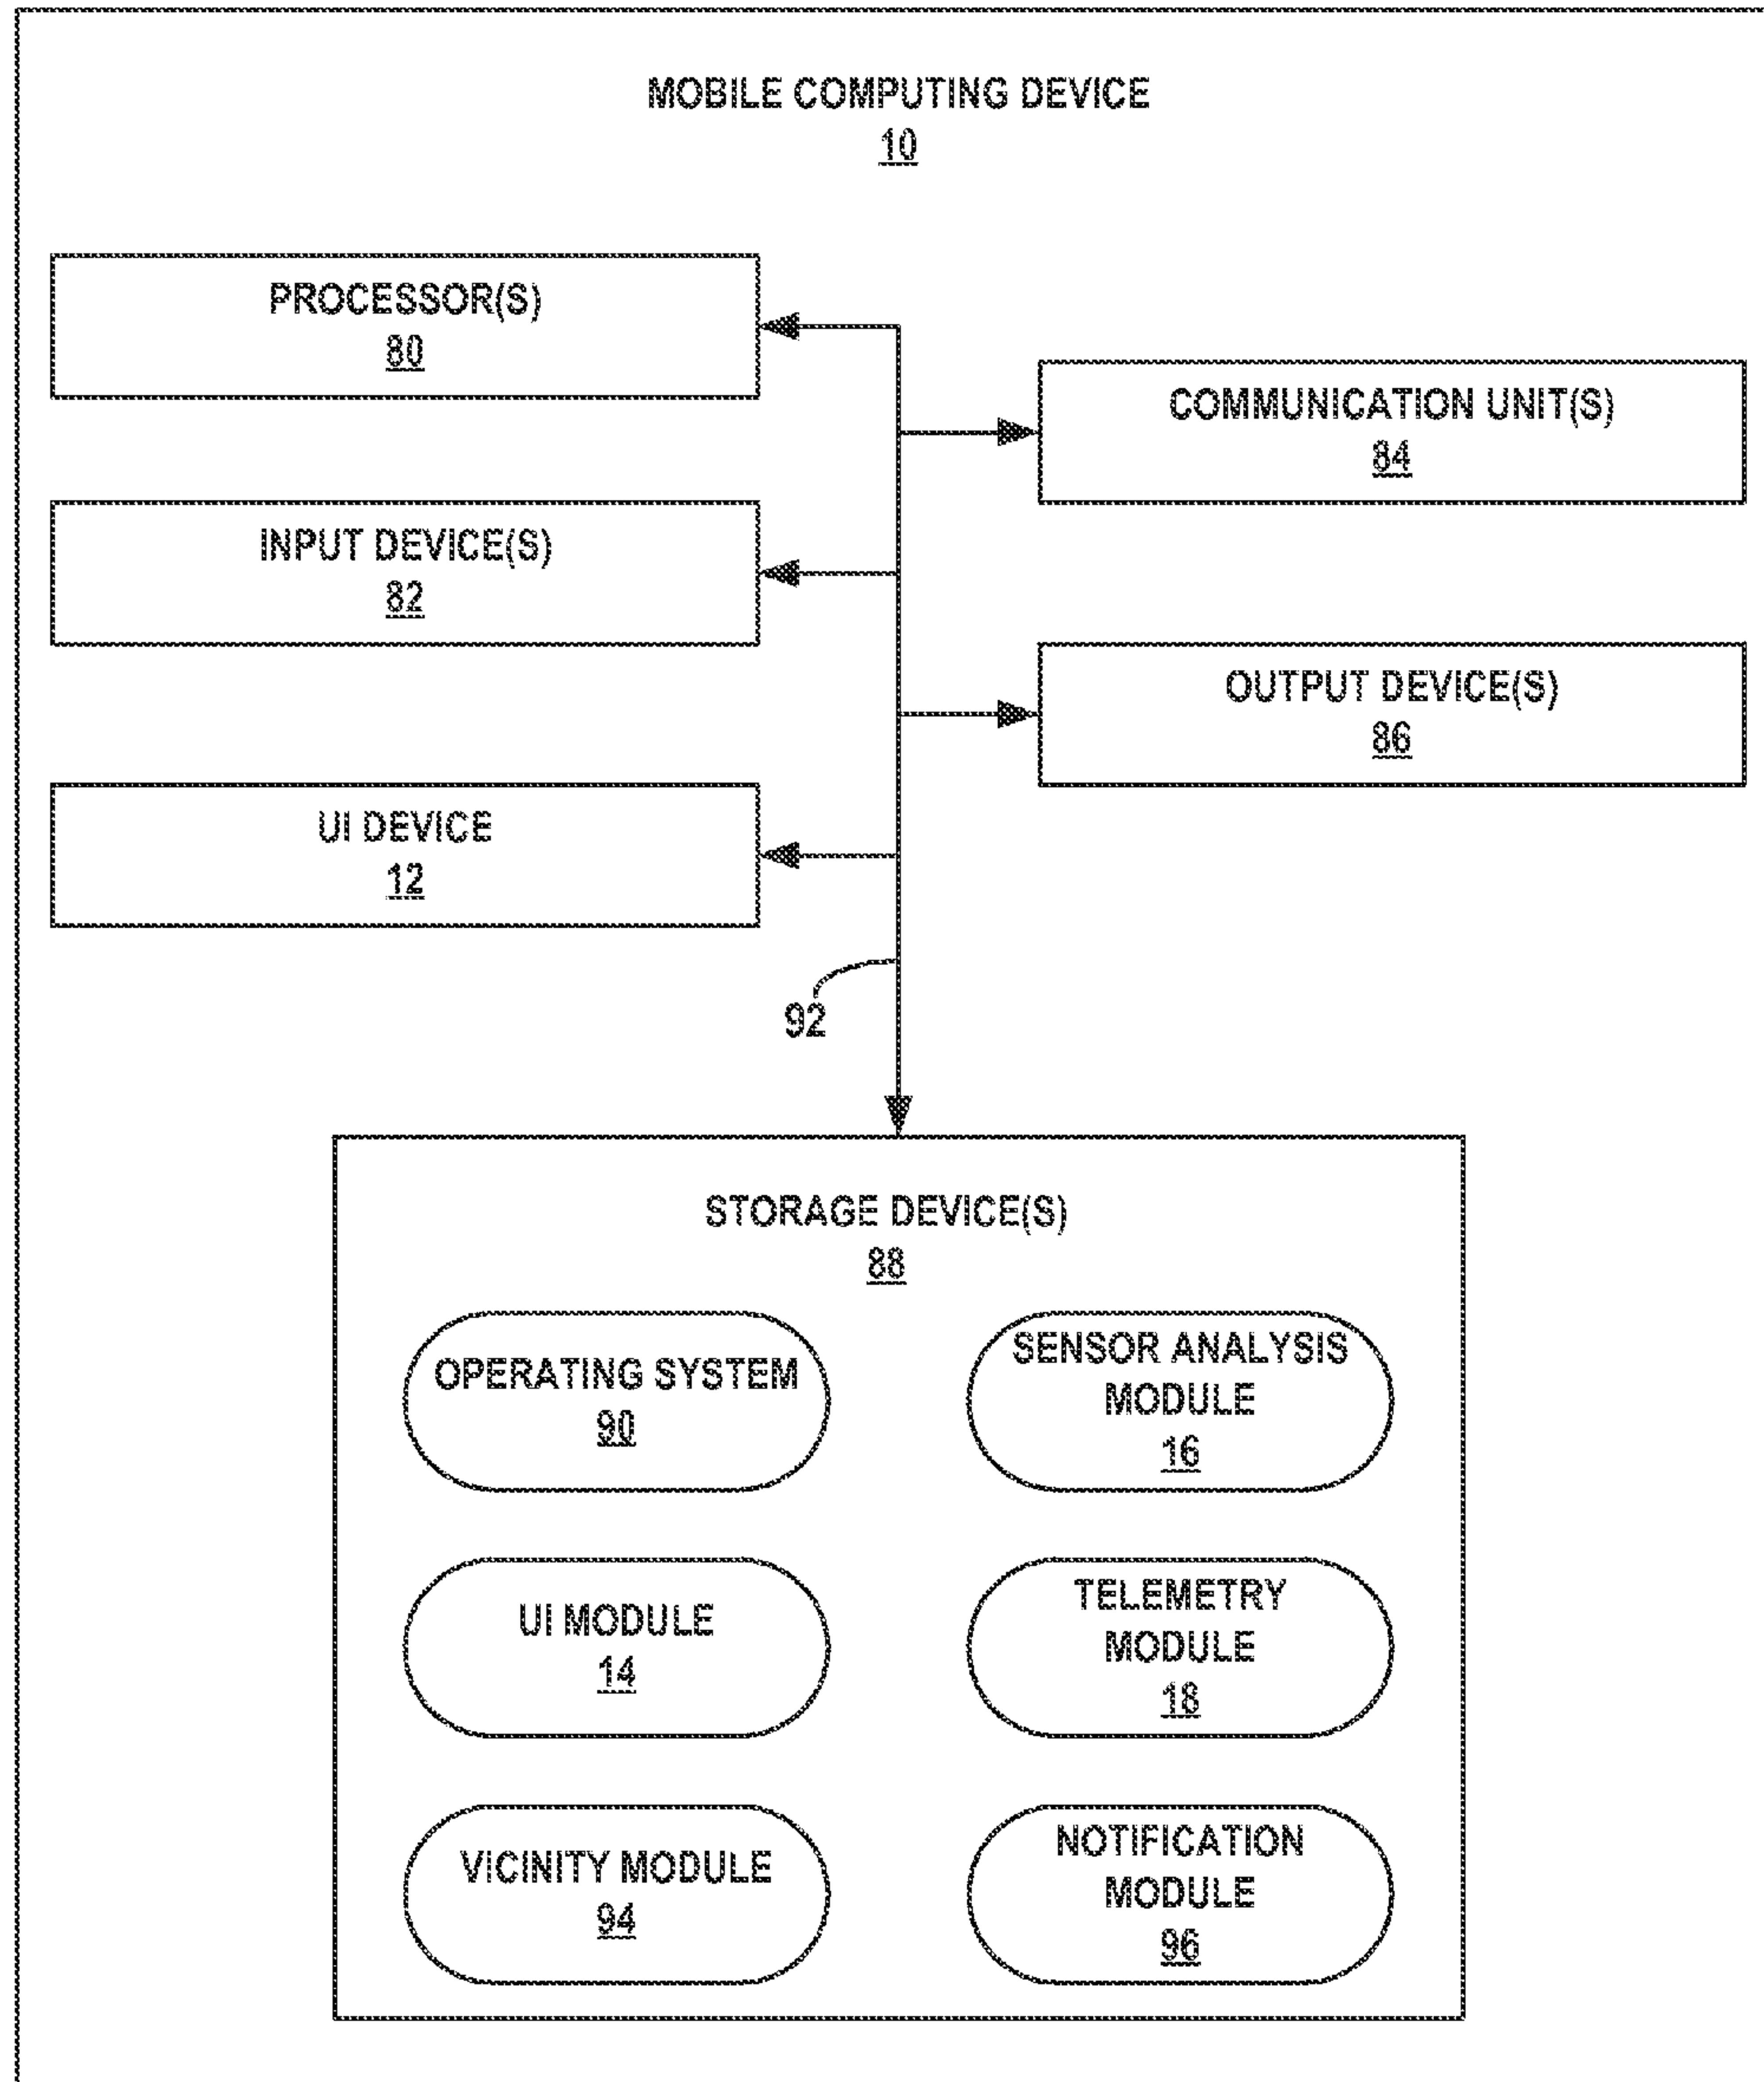 MOBILE COMPUTING DEVICE
10
PROCESSOR(S)
80
COMMUNICATION UNIT(S)
84
INPUT DEVICE(S)
82
OUTPUT DEVICE(S)
86
UI DEVICE
12
92
STORAGE DEVICE(S)
88
OPERATING SYSTEM
90
SENSOR ANALYSIS
MODULE
16
UI MODULE
14
TELEMETRY
MODULE
18
VICINITY MODULE
94
NOTIFICATION
MODULE
96